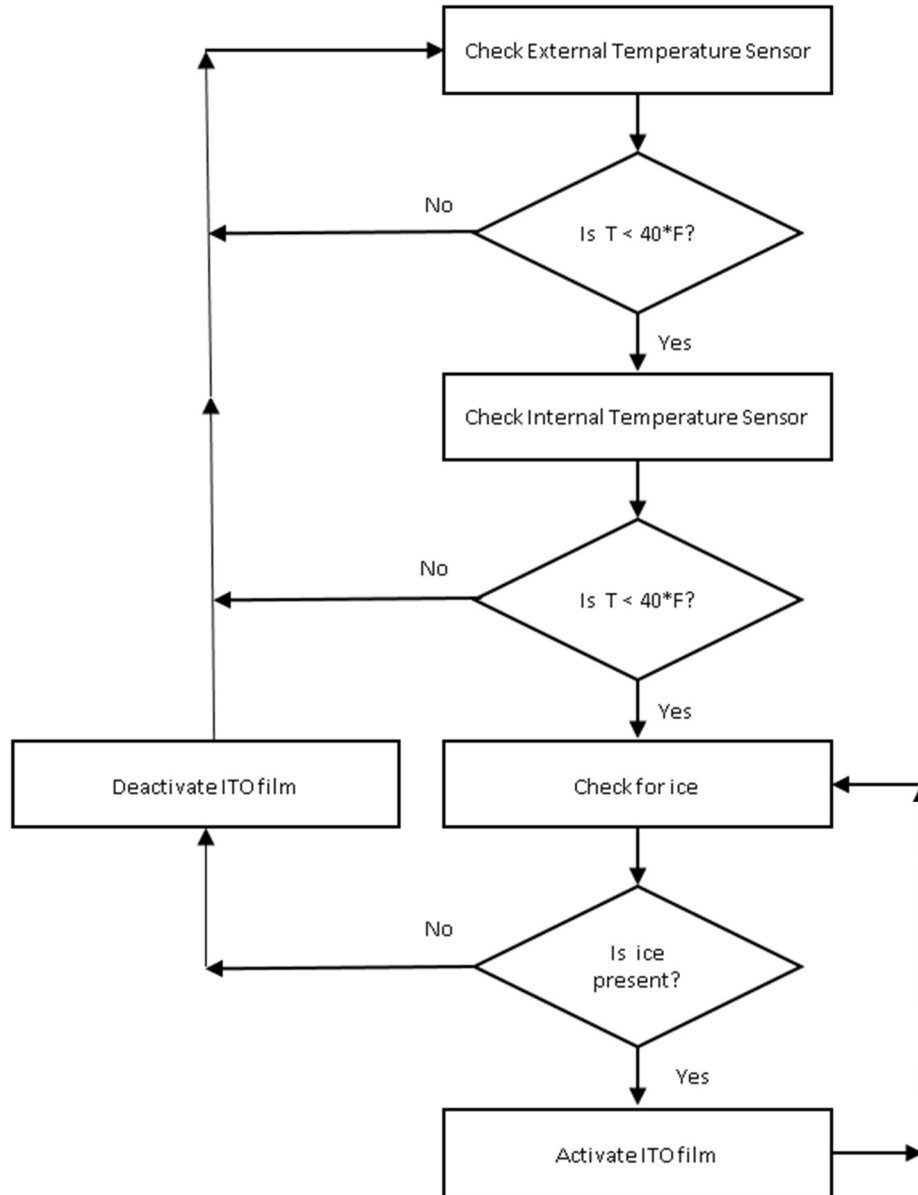 Check External Temperature Sensor
No
Is T < 40*F?
Yes
Check Internal Temperature Sensor
No
Is T < 40*F?
Yes
Deactivate ITO film
Check for ice
No
Is ice
present?
Yes
Activate ITO film